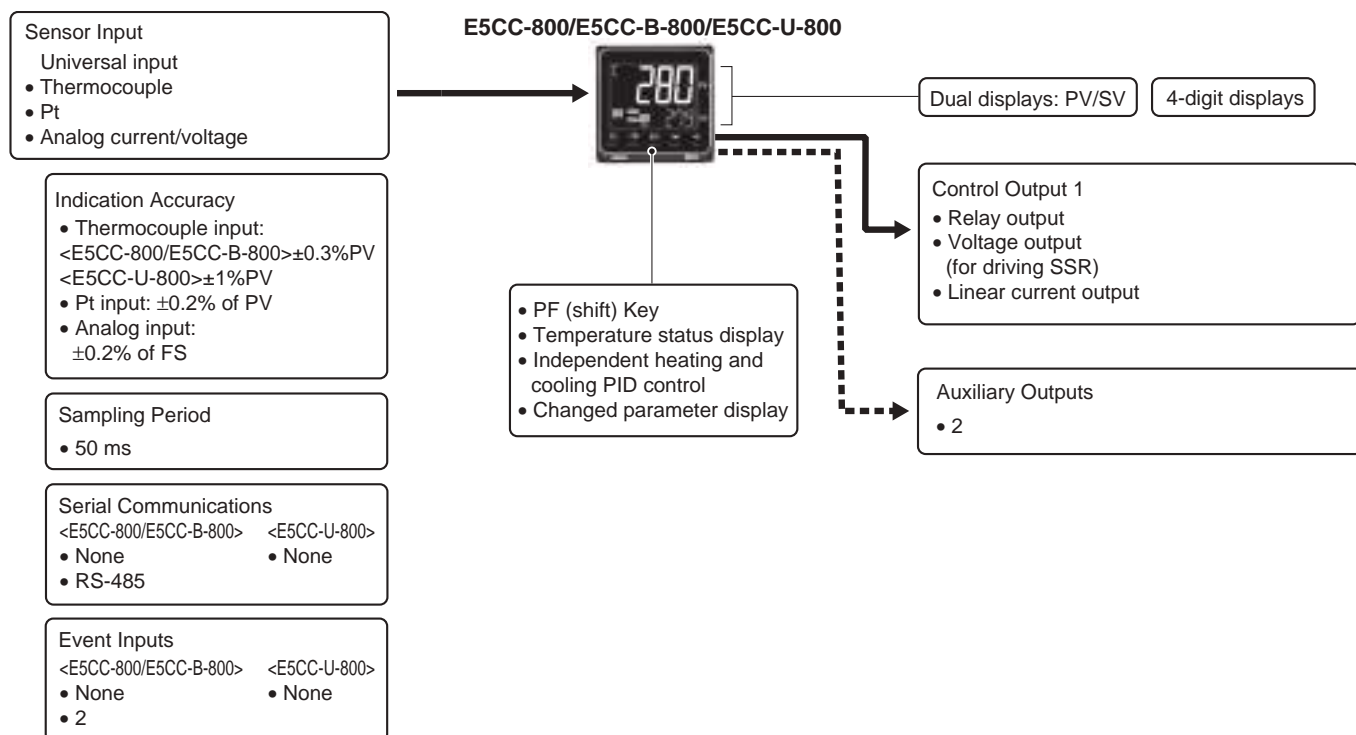 E5CC-800/E5CC-B-800/E5CC-U-800
Sensor Input
Universal input
• Thermocouple
• Pt
• Analog current/voltage
280
Dual displays: PV/SV
4-digit displays
Indication Accuracy
• Thermocouple input:
<E5CC-800/E5CC-B-800>±0.3%PV
<E5CC-U-800>±1%PV
• Pt input: ±0.2% of PV
• Analog input:
±0.2% of FS
Control Output 1
• Relay output
• Voltage output
(for driving SSR)
• Linear current output
• PF (shift) Key
• Temperature status display
• Independent heating and
cooling PID control
• Changed parameter display
Auxiliary Outputs
• 2
Sampling Period
• 50 ms
Serial Communications
<E5CC-800/E5CC-B-800> <E5CC-U-800>
• None • None
• RS-485
Event Inputs
<E5CC-800/E5CC-B-800> <E5CC-U-800>
• None • None
• 2